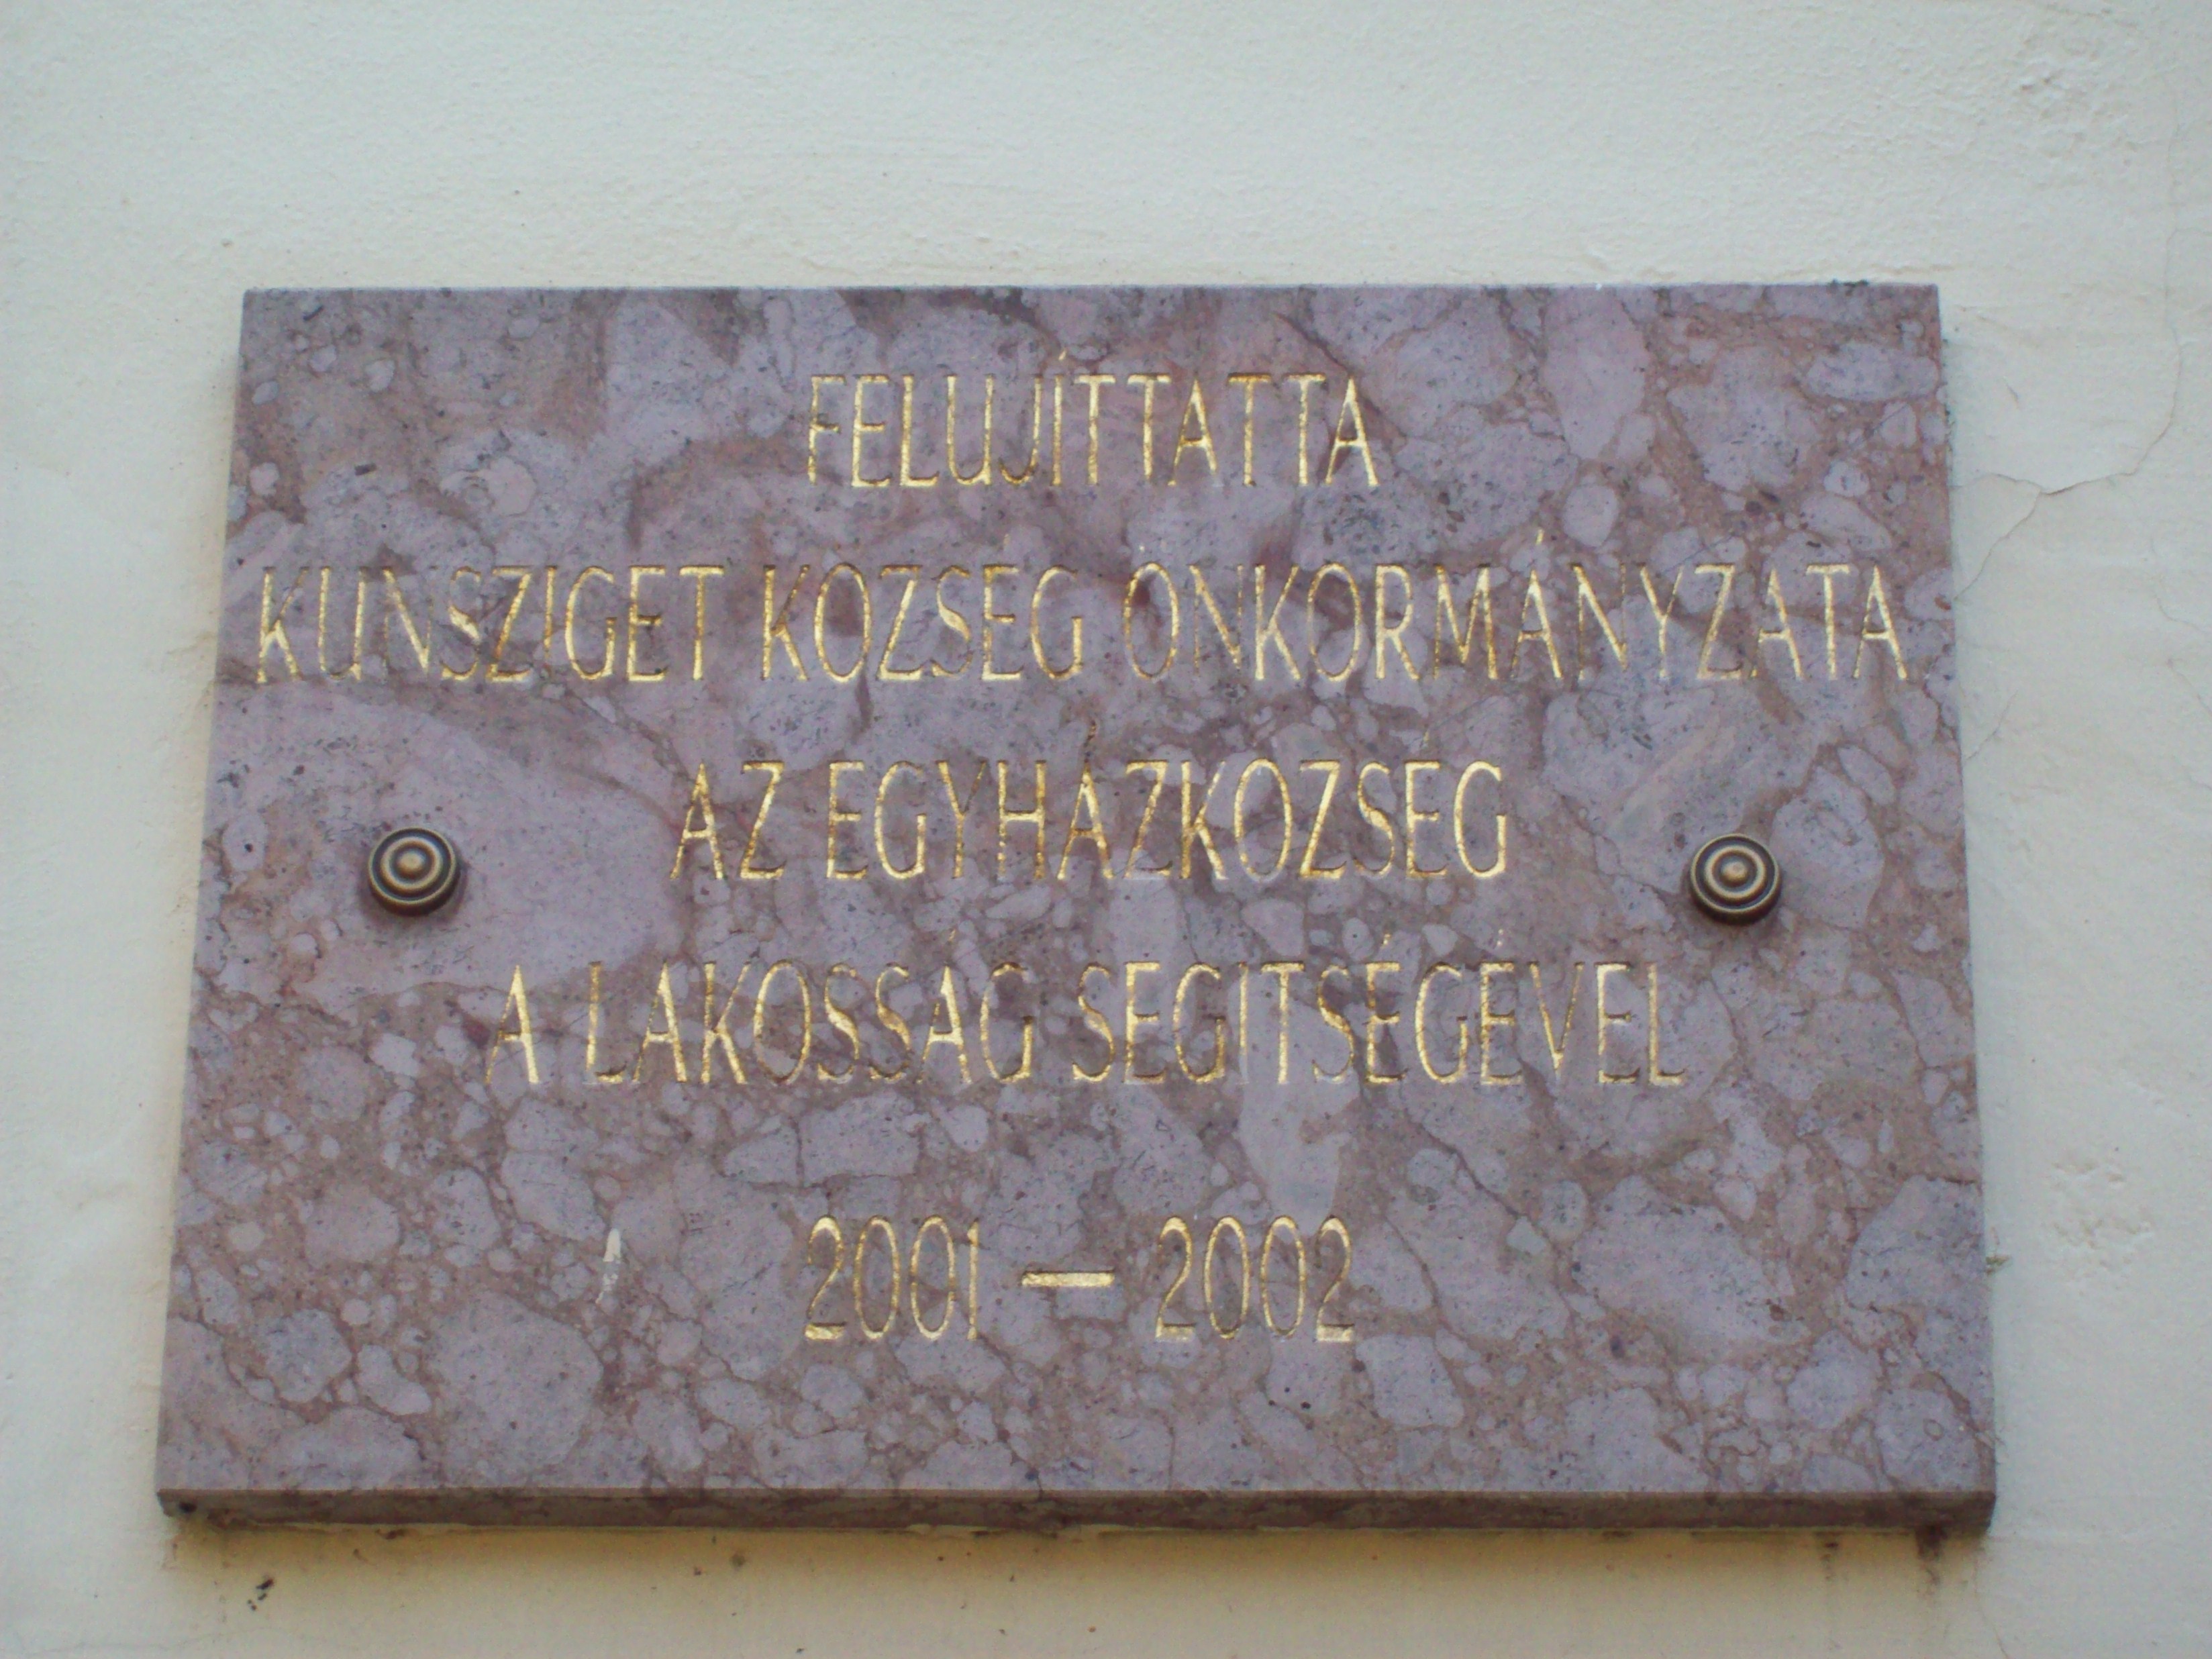 FELUJÍTTATTA
KUNSZIGET KÖZSÉG ÖNKORMÁNYZATA
AZ EGYHÁZKÖZSÉG
A LAKOSSÁG SEGÍTSÉGÉVEL
2001 – 2002